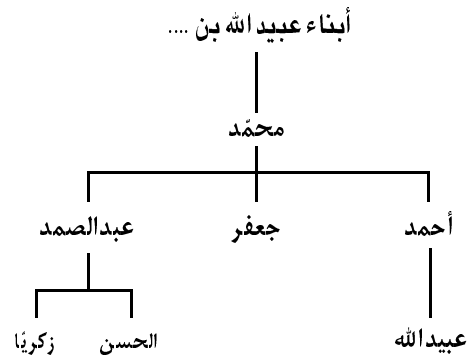 أبناء عبيد الله بن ....
محمّد
أحمد جعفر عبدالصمد
عبيدالله الحسن زكريّا